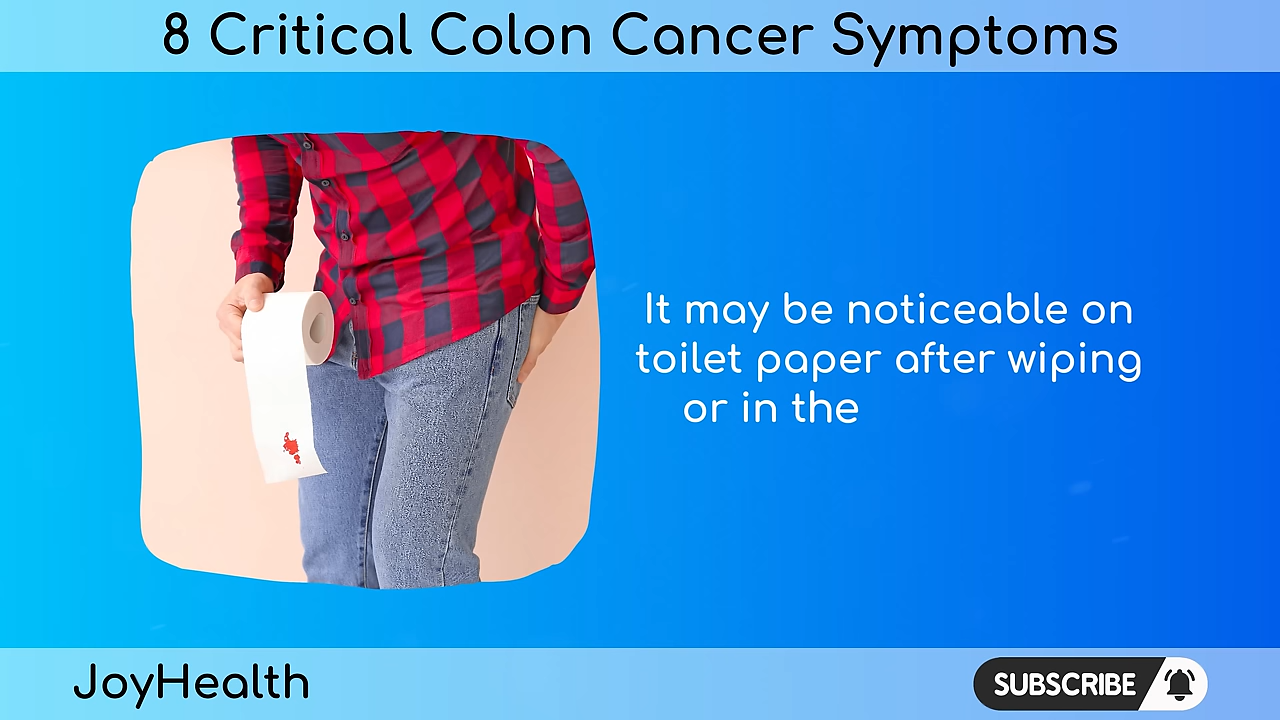 8 Critical Colon Cancer Symptoms
It may be noticeable on
toilet paper after wiping
or in the
JoyHealth
SUBSCRIBE